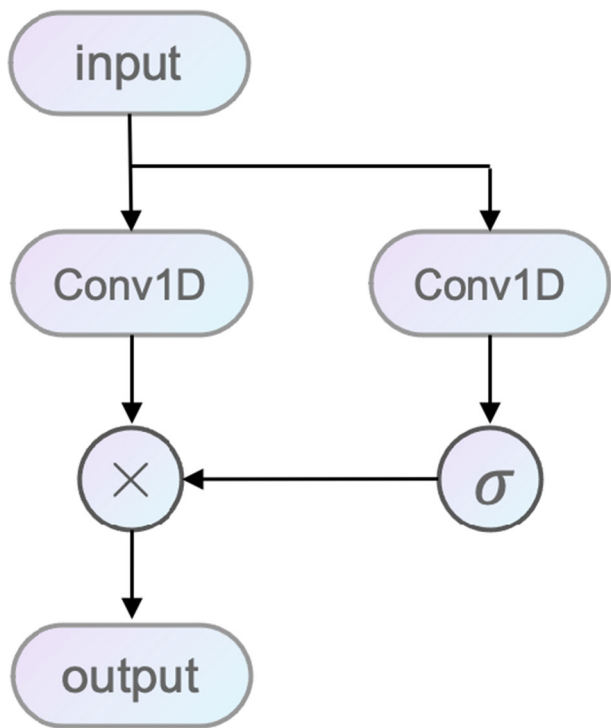 input
Conv1D
Conv1D
×
σ
output